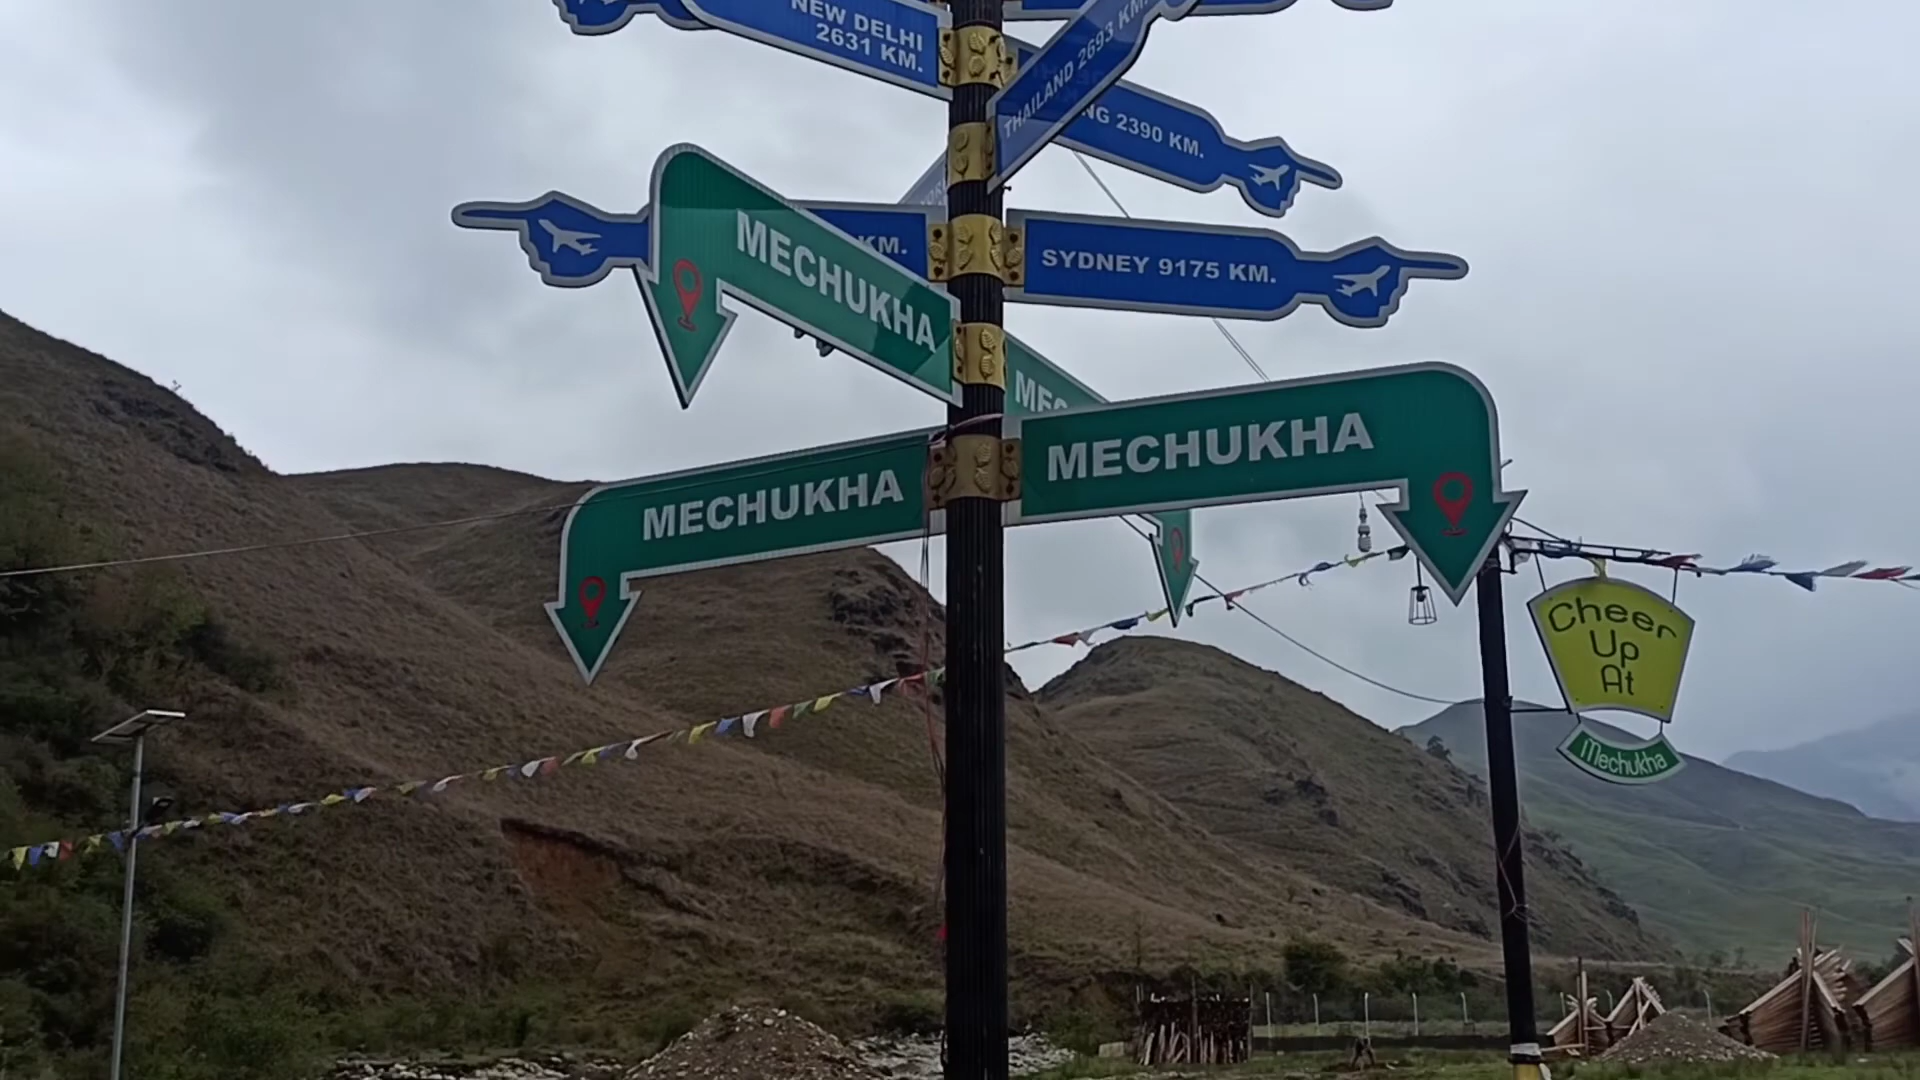 NEW DELHI
2631 KM.
THAILAND 2693 KM.
2390 KM.
KM.
SYDNEY 9175 KM.
MECHUKHA
MECHUKHA
MECHUKHA
Cheer
Up
At
Mechukha